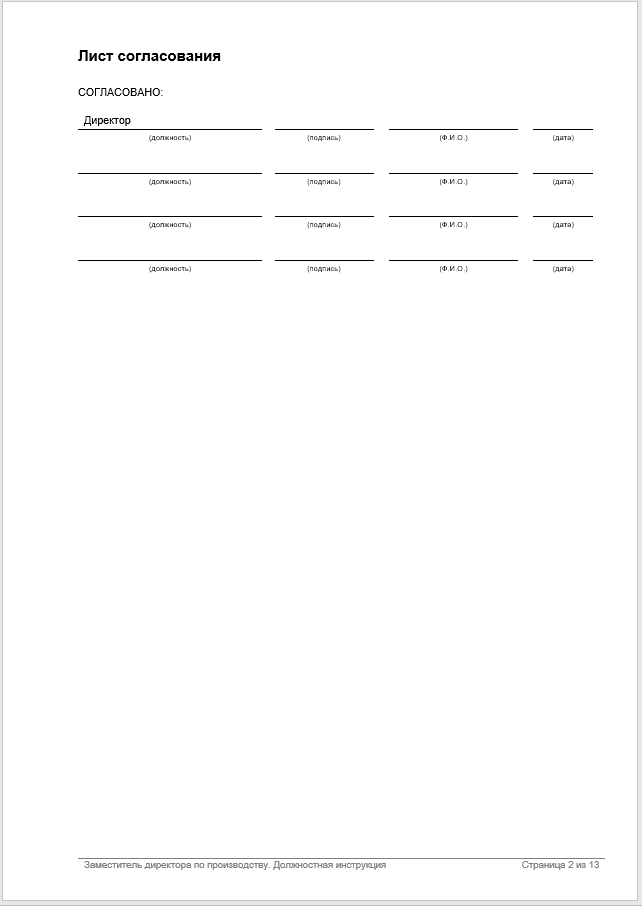 Лист согласования
СОГЛАСОВАНО:
Директор
(должность) (подпись) (Ф.И.О.) (дата)
(должность) (подпись) (Ф.И.О.) (дата)
(должность) (подпись) (Ф.И.О.) (дата)
(должность) (подпись) (Ф.И.О.) (дата)
Заместитель директора по производству. Должностная инструкция Страница 2 из 13